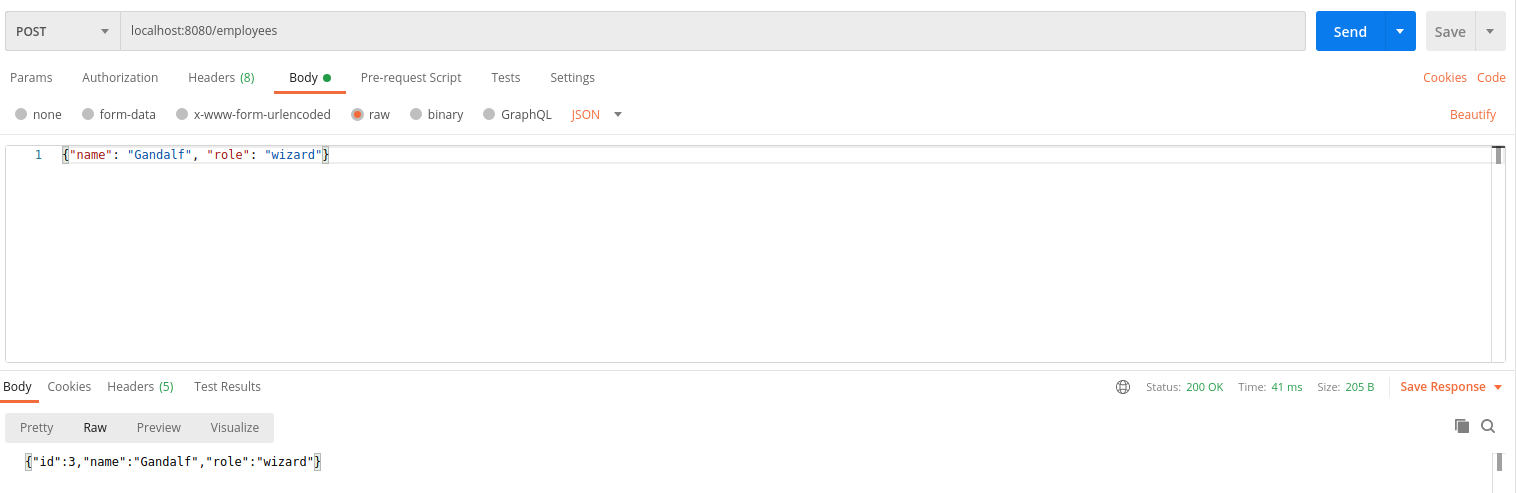 POST localhost:8080/employees Send Save
Params Authorization Headers (8) Body Pre-request Script Tests Settings Cookies Code
none form-data x-www-form-urlencoded raw binary GraphQL JSON Beautify
1 {"name": "Gandalf", "role": "wizard"}
Body Cookies Headers (5) Test Results Status: 200 OK Time: 41 ms Size: 205 B Save Response
Pretty Raw Preview Visualize
{"id":3,"name":"Gandalf","role":"wizard"}